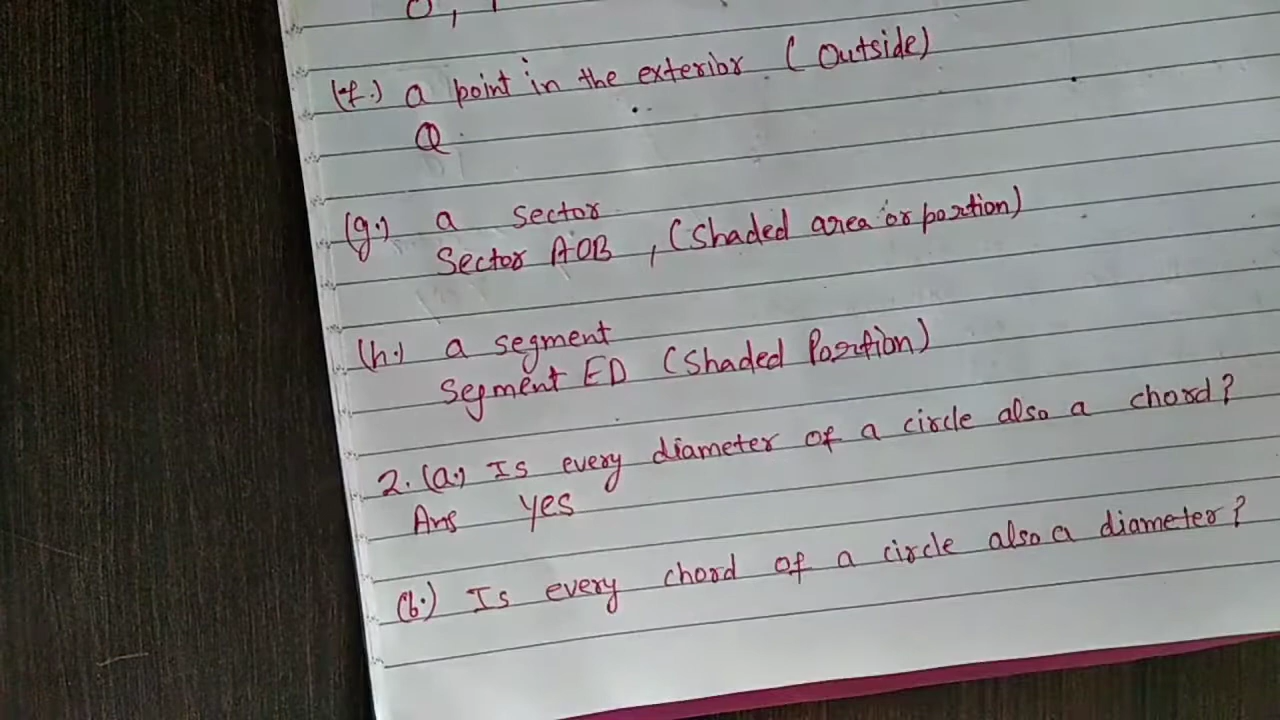 (f.) a point in the exterior (outside)
Q
(g.) a sector
Sector AOB, (Shaded area or portion)
(h.) a segment
Segment ED (Shaded Portion)
2. (a.) Is every diameter of a circle also a chord?
Ans yes
(b.) Is every chord of a circle also a diameter?